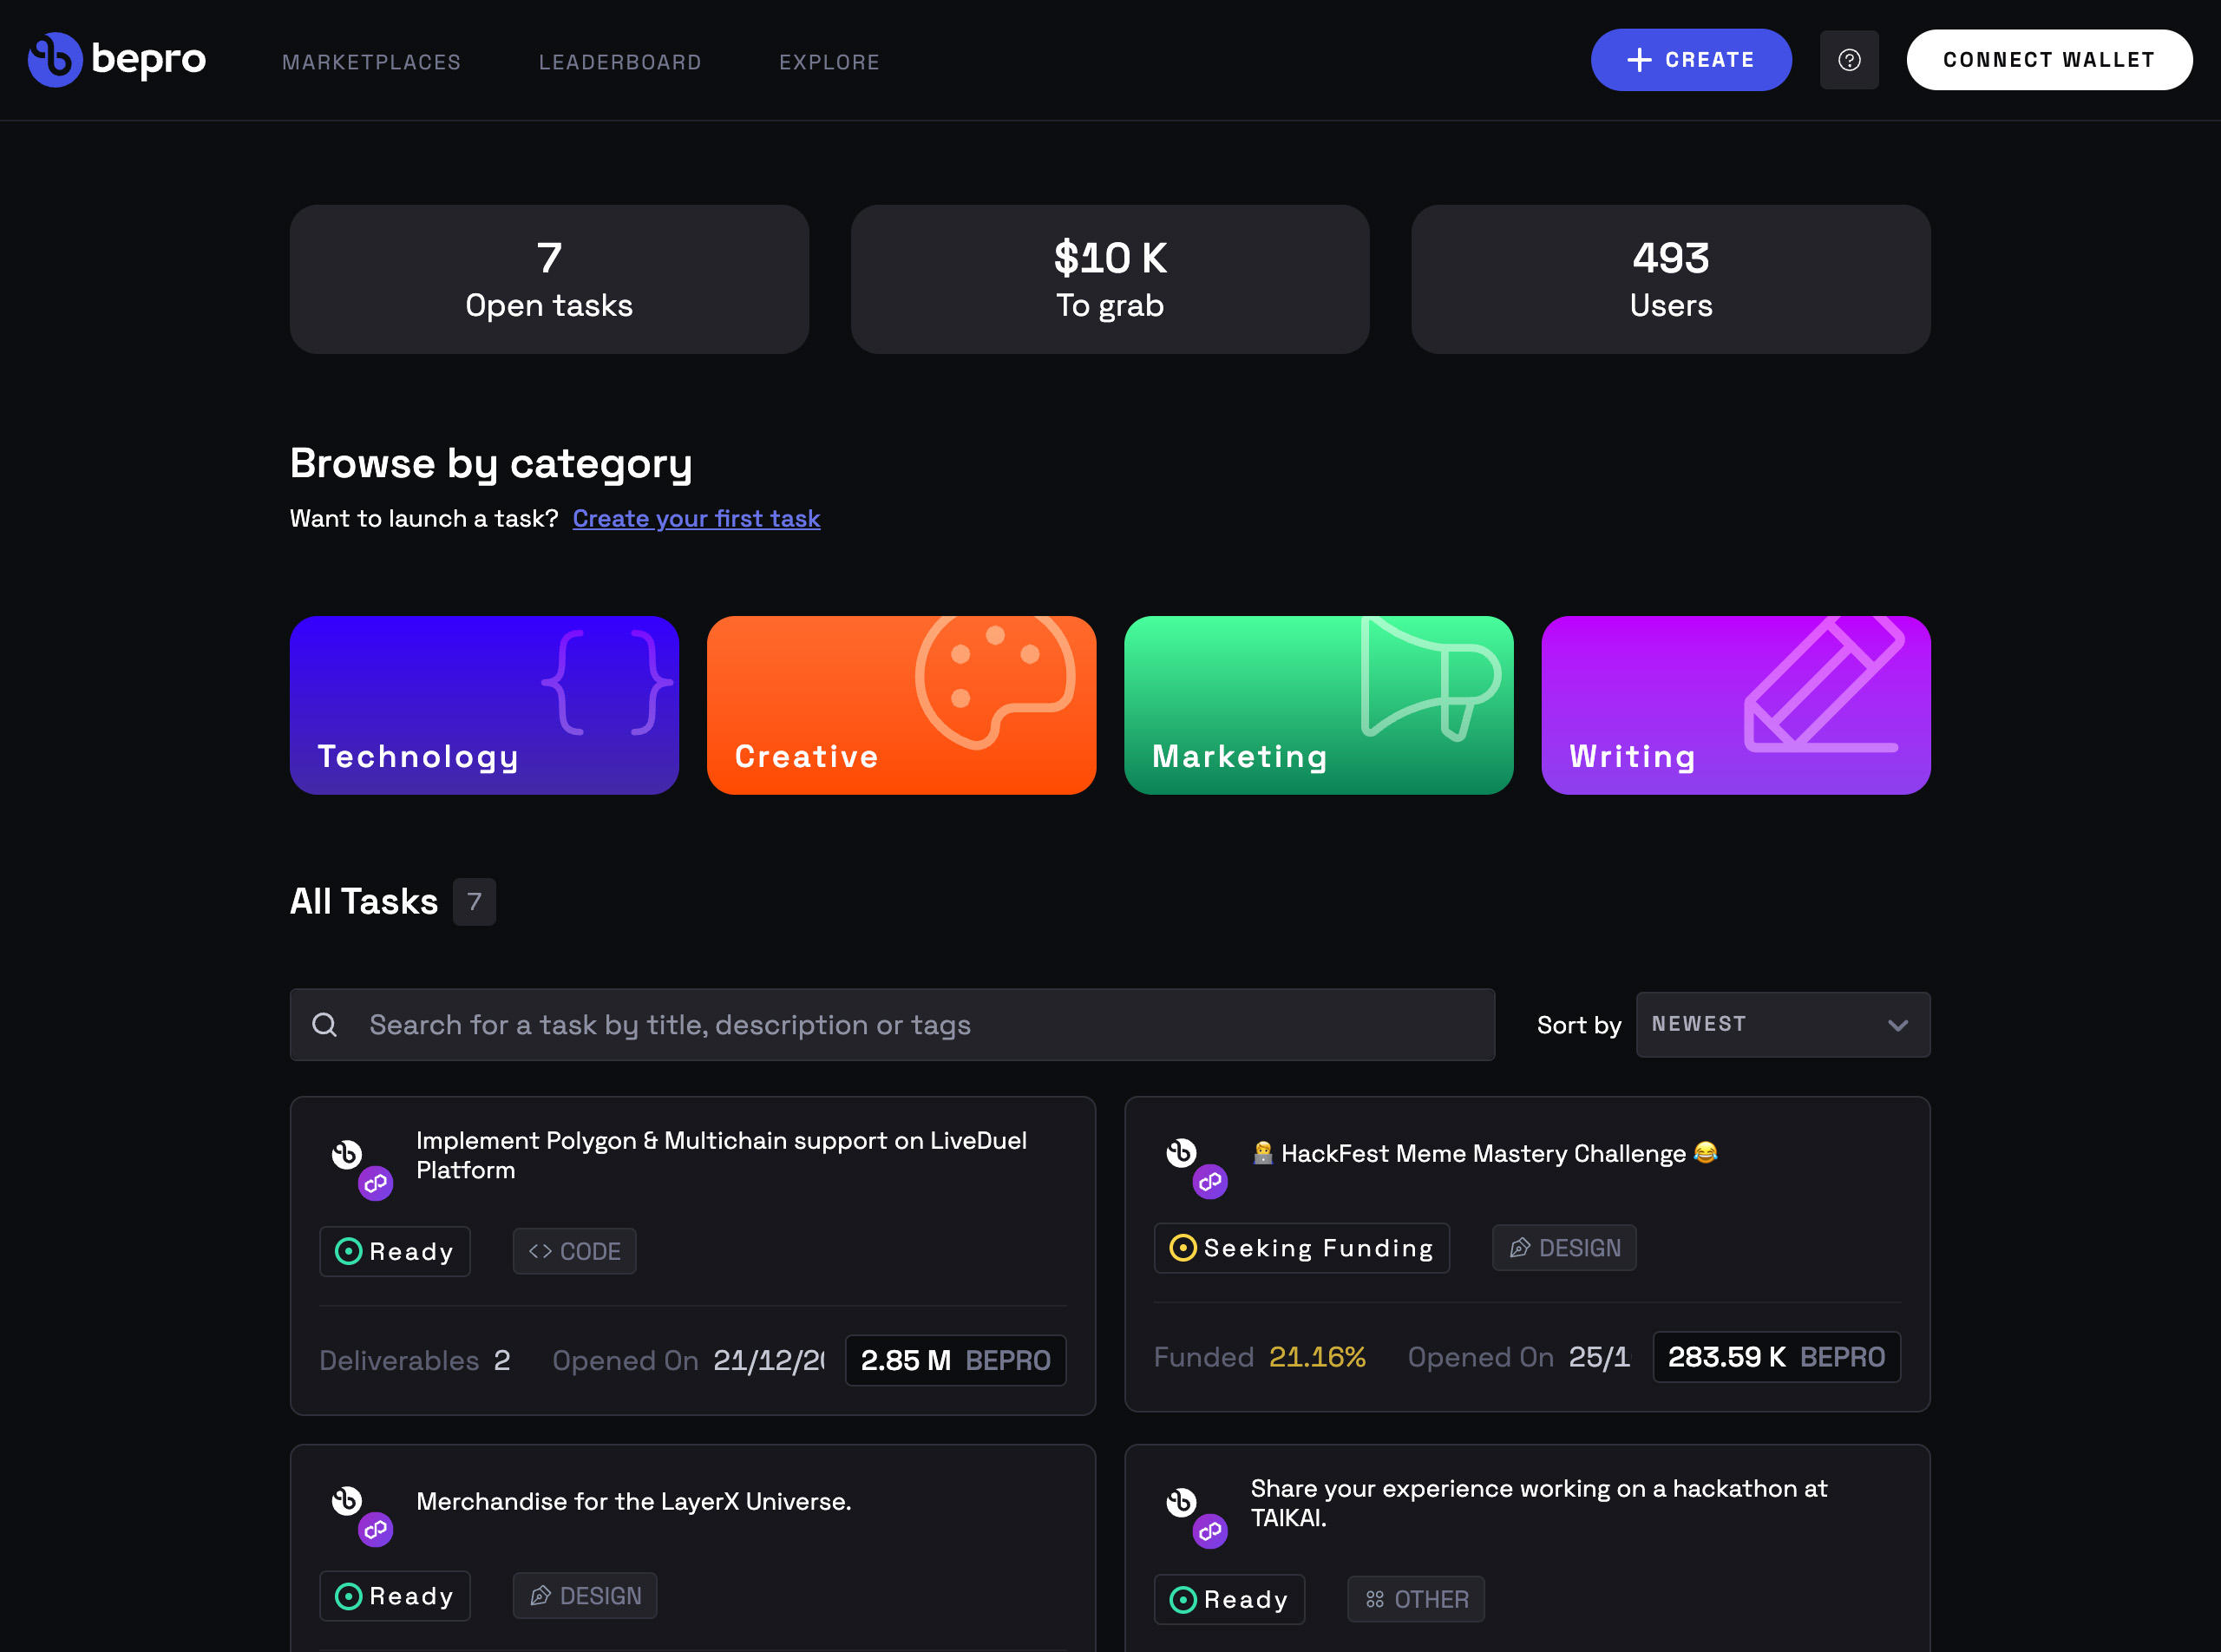 bepro
MARKETPLACES
LEADERBOARD
EXPLORE
CREATE
CONNECT WALLET
7
Open tasks
$10 K
To grab
493
Users
Browse by category
Want to launch a task? Create your first task
Technology
Creative
Marketing
Writing
All Tasks 7
Search for a task by title, description or tags
Sort by NEWEST
Implement Polygon & Multichain support on LiveDuel
Platform
Ready
<> CODE
Deliverables 2 Opened On 21/12/20 2.85 M BEPRO
🧑‍💻 HackFest Meme Mastery Challenge 😂
Seeking Funding
DESIGN
Funded 21.16% Opened On 25/1 283.59 K BEPRO
Merchandise for the LayerX Universe.
Ready
DESIGN
Share your experience working on a hackathon at
TAIKAI.
Ready
OTHER